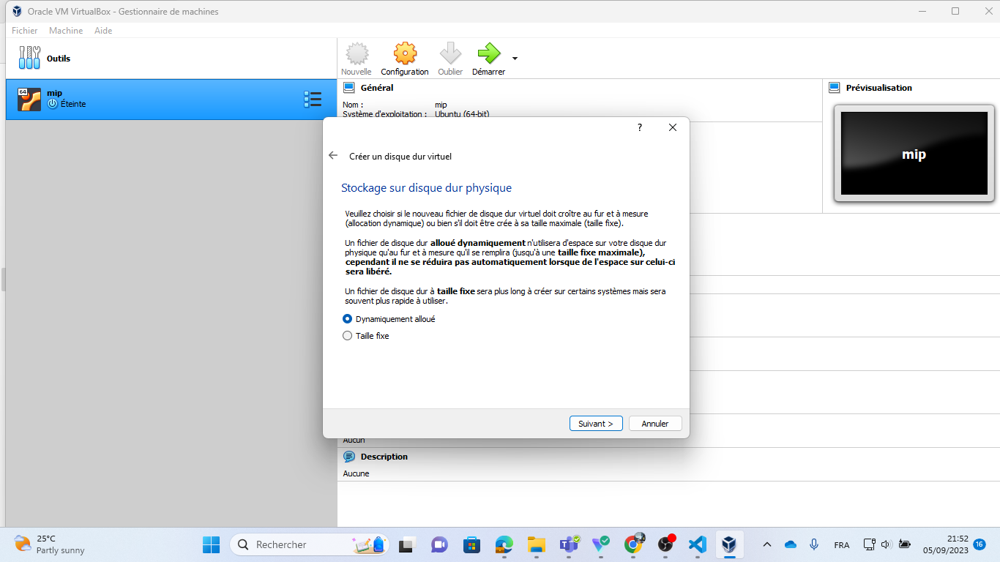 Oracle VM VirtualBox - Gestionnaire de machines
Fichier Machine Aide
Outils
Nouvelle Configuration Oublier Démarrer
64
mip
Éteinte
Général
Nom : mip
Système d'exploitation : Ubuntu (64-bit)
Prévisualisation
mip
?
Créer un disque dur virtuel
Stockage sur disque dur physique
Veuillez choisir si le nouveau fichier de disque dur virtuel doit croître au fur et à mesure
(allocation dynamique) ou bien s'il doit être crée à sa taille maximale (taille fixe).
Un fichier de disque dur alloué dynamiquement n'utilisera d'espace sur votre disque dur
physique qu'au fur et à mesure qu'il se remplira (jusqu'à une taille fixe maximale),
cependant il ne se réduira pas automatiquement lorsque de l'espace sur celui-ci
sera libéré.
Un fichier de disque dur à taille fixe sera plus long à créer sur certains systèmes mais sera
souvent plus rapide à utiliser.
Dynamiquement alloué
Taille fixe
Suivant > Annuler
Aucun
Description
Aucune
25°C
Partly sunny
Rechercher
FRA
21:52
05/09/2023
16